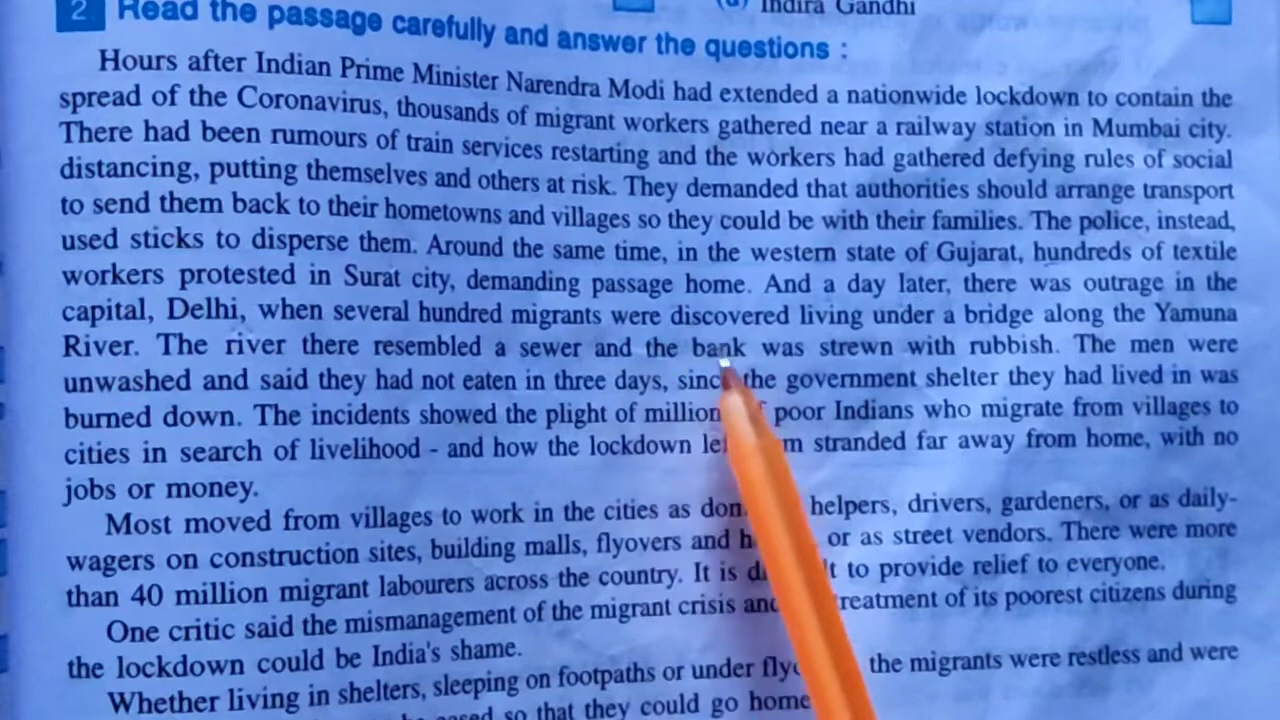 (d) Indira Gandhi
2 Read the passage carefully and answer the questions :
Hours after Indian Prime Minister Narendra Modi had extended a nationwide lockdown to contain the
spread of the Coronavirus, thousands of migrant workers gathered near a railway station in Mumbai city.
There had been rumours of train services restarting and the workers had gathered defying rules of social
distancing, putting themselves and others at risk. They demanded that authorities should arrange transport
to send them back to their hometowns and villages so they could be with their families. The police, instead,
used sticks to disperse them. Around the same time, in the western state of Gujarat, hundreds of textile
workers protested in Surat city, demanding passage home. And a day later, there was outrage in the
capital, Delhi, when several hundred migrants were discovered living under a bridge along the Yamuna
River. The river there resembled a sewer and the bank was strewn with rubbish. The men were
unwashed and said they had not eaten in three days, since the government shelter they had lived in was
burned down. The incidents showed the plight of million poor Indians who migrate from villages to
cities in search of livelihood - and how the lockdown stranded far away from home, with no
jobs or money.
Most moved from villages to work in the cities as helpers, drivers, gardeners, or as daily-
wagers on construction sites, building malls, flyovers and or as street vendors. There were more
than 40 million migrant labourers across the country. It is to provide relief to everyone.
One critic said the mismanagement of the migrant crisis and treatment of its poorest citizens during
the lockdown could be India's shame.
Whether living in shelters, sleeping on footpaths or under the migrants were restless and were
so that they could go home